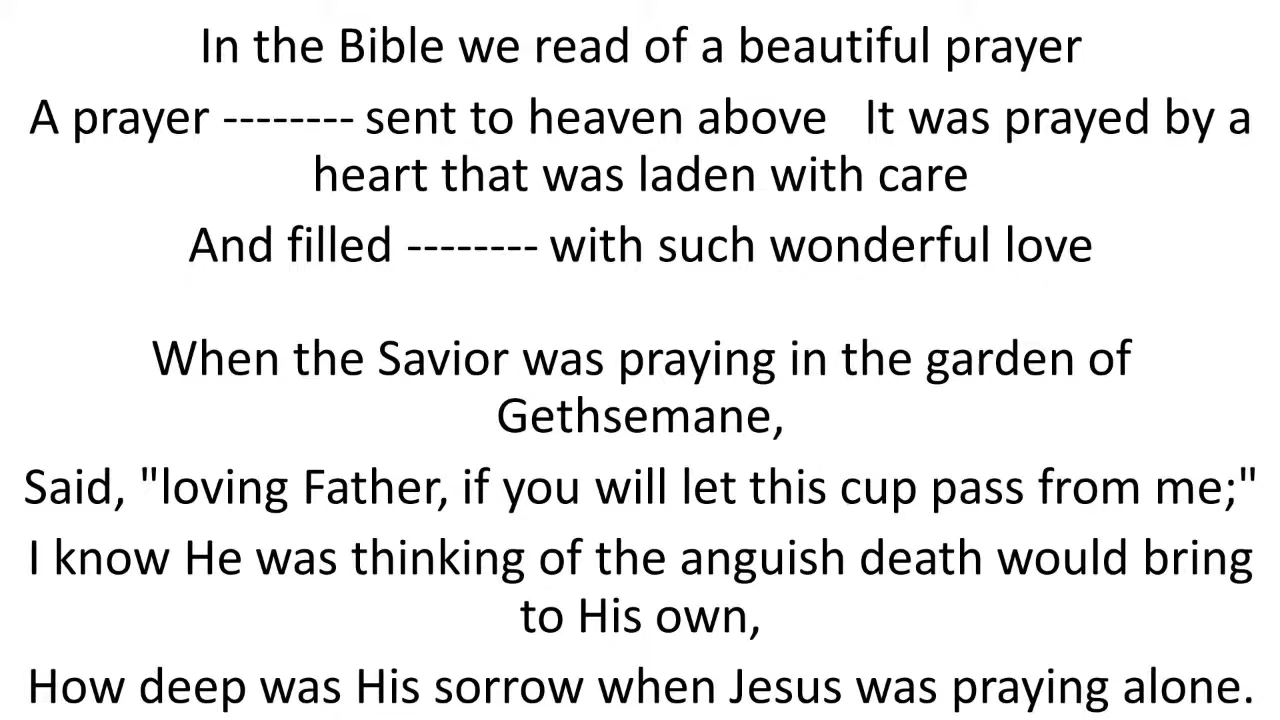 In the Bible we read of a beautiful prayer
A prayer -------- sent to heaven above   It was prayed by a
heart that was laden with care
And filled -------- with such wonderful love
When the Savior was praying in the garden of
Gethsemane,
Said, "loving Father, if you will let this cup pass from me;"
I know He was thinking of the anguish death would bring
to His own,
How deep was His sorrow when Jesus was praying alone.